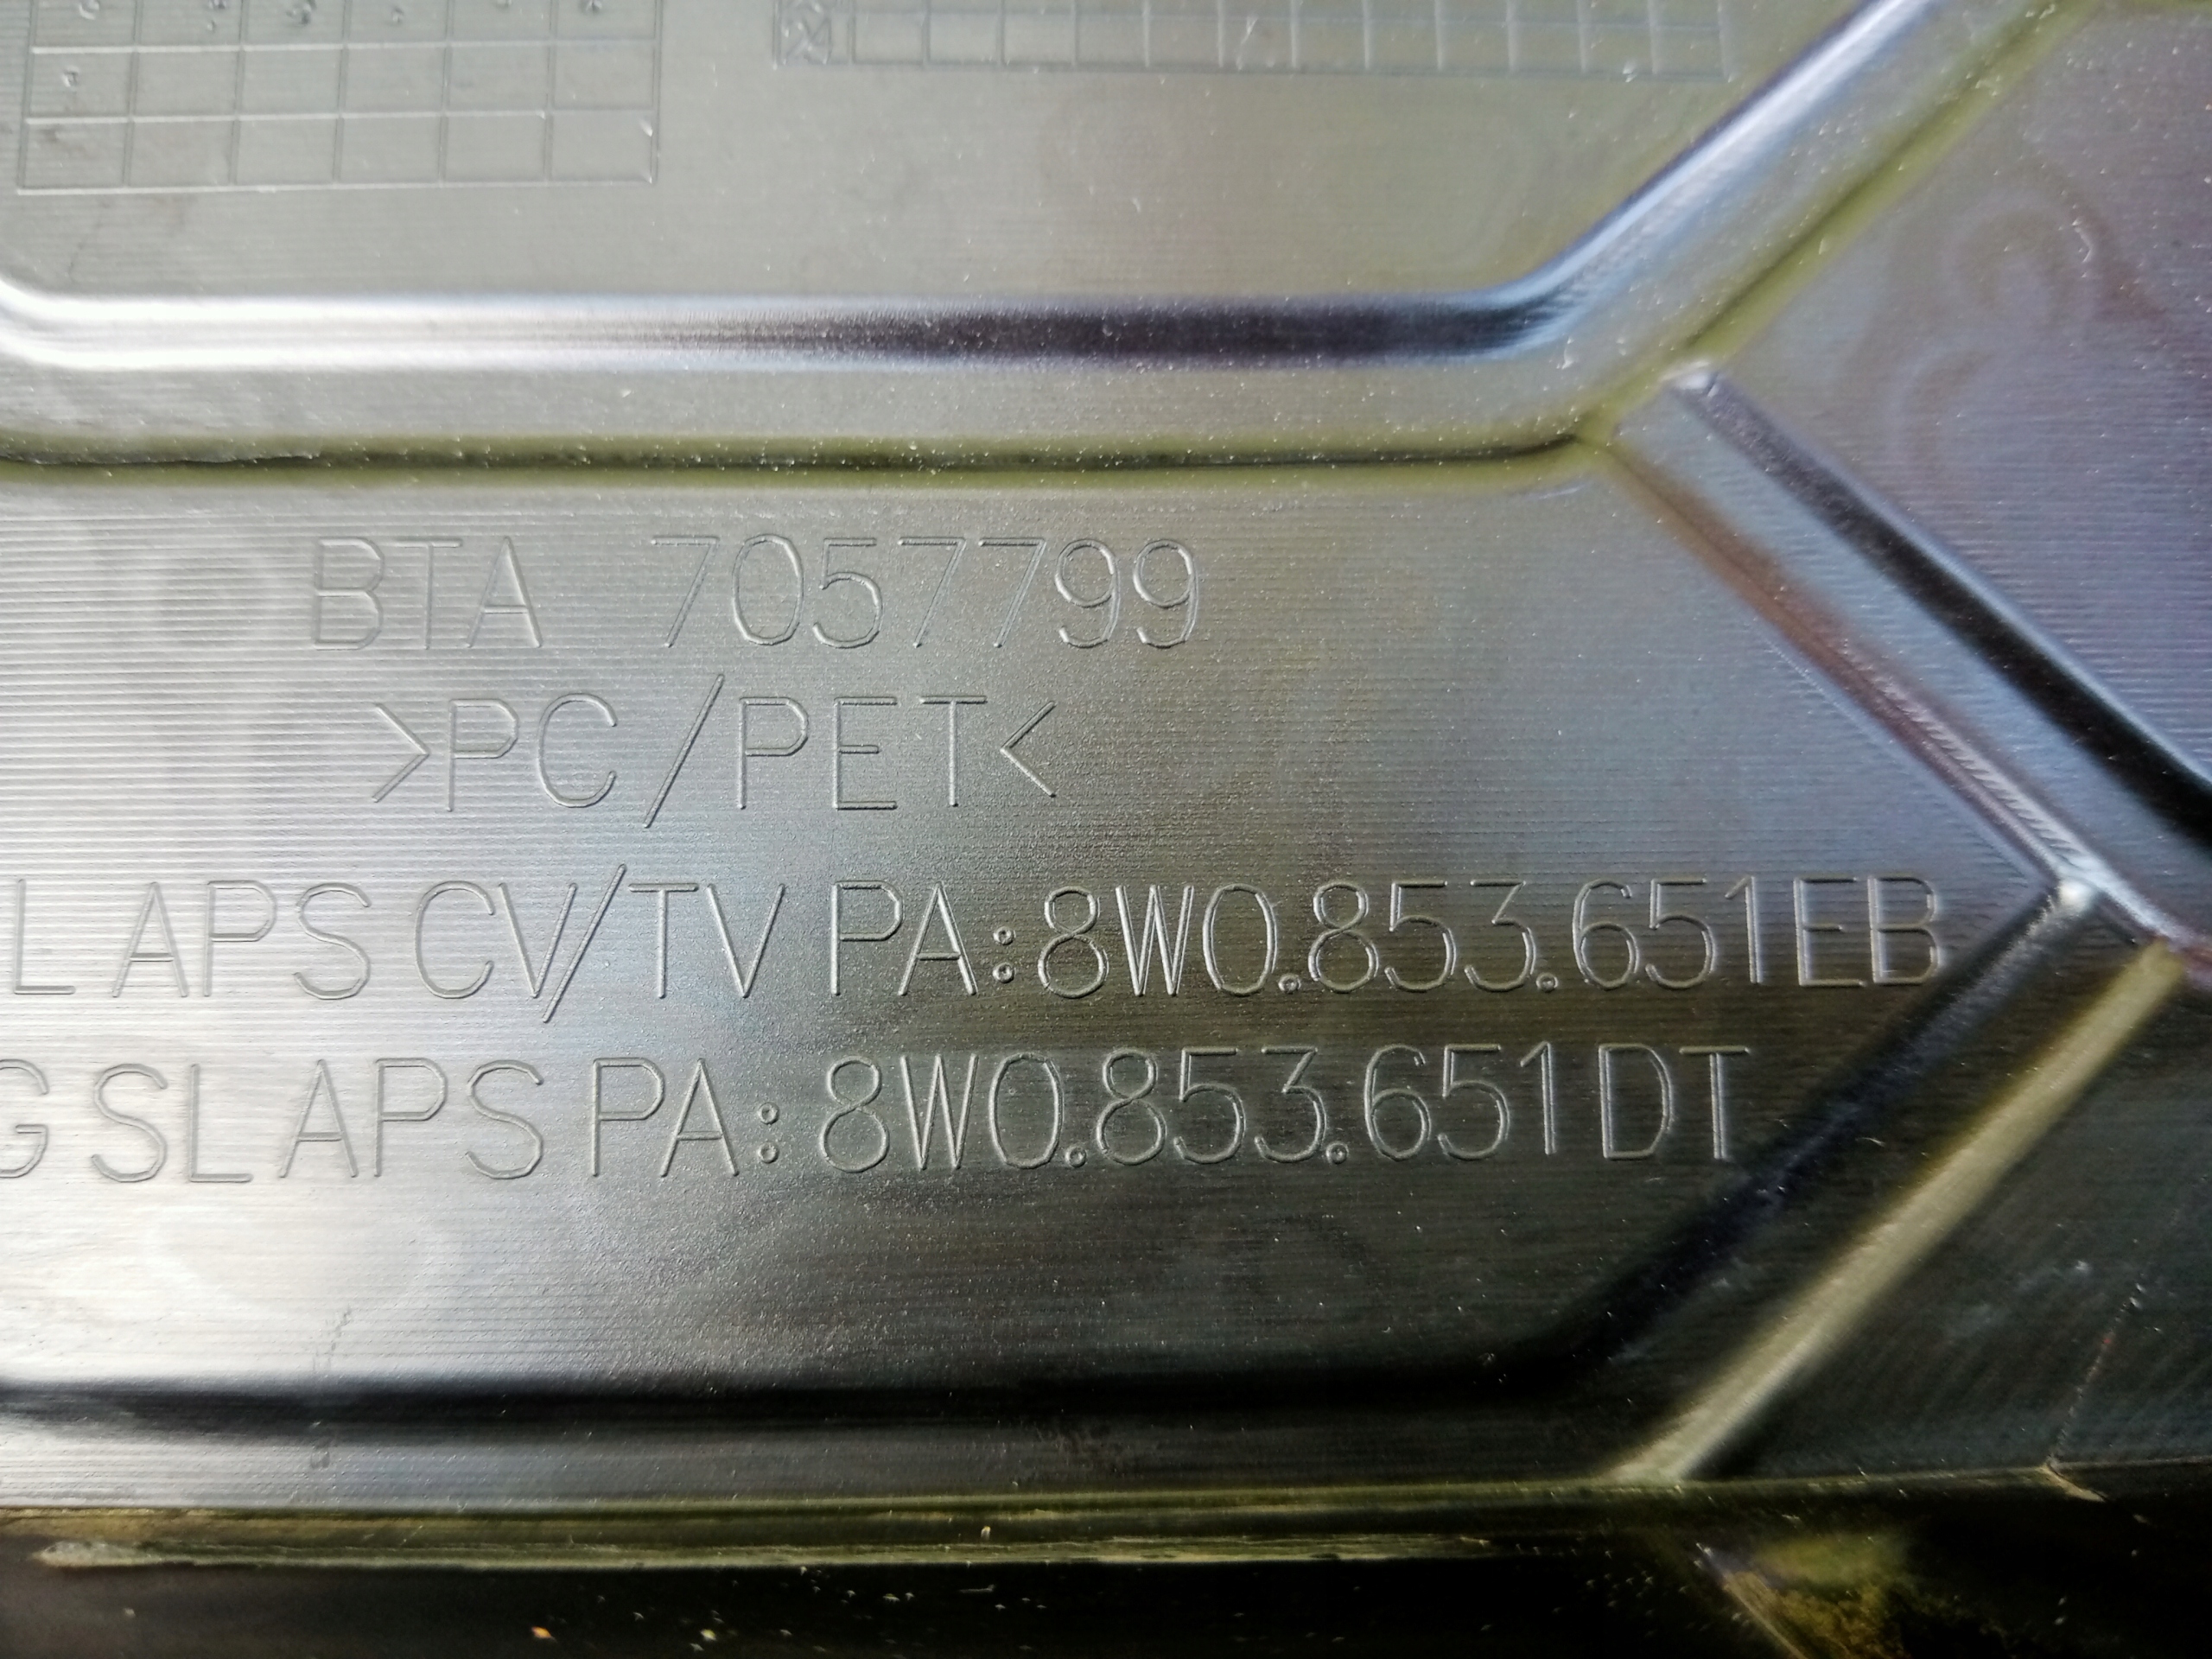 BTA 7057799
>PC/PET<
L APS CV/TV PA:8W0.853.651EB
G SL APS PA:8W0.853.651DT